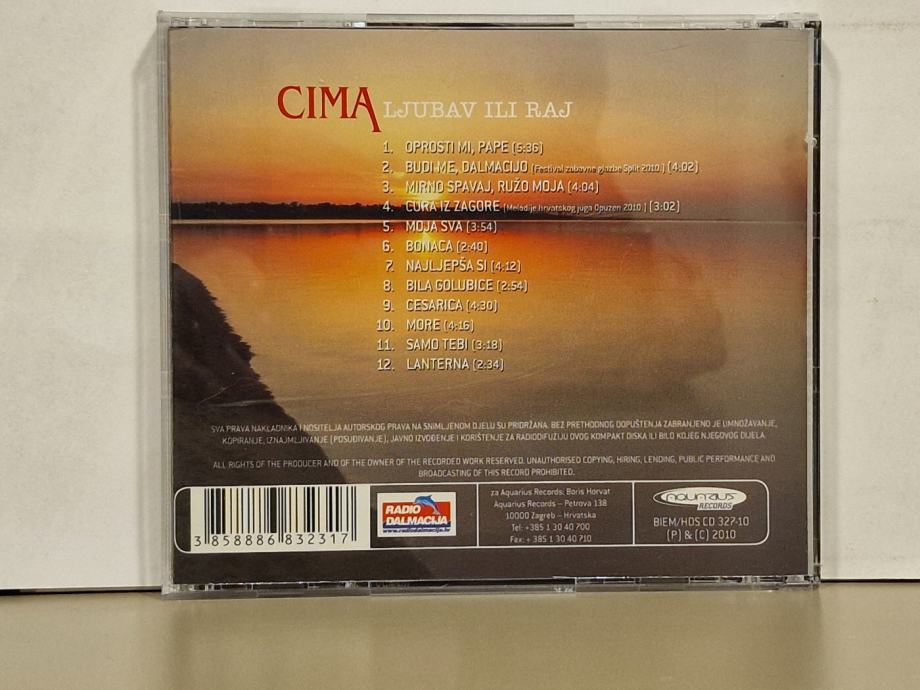 CIMA LJUBAV ILI RAJ
1. OPROSTI MI, PAPE (5:36)
2. BUDI ME, DALMACIJO (Festival zabavne glazbe Split 2010.) (4:02)
3. MIRNO SPAVAJ, RUŽO MOJA (4:04)
4. CURA IZ ZAGORE (Melodije hrvatskog juga Opuzen 2010.) (3:02)
5. MOJA SVA (3:54)
6. BONACA (2:40)
7. NAJLJEPŠA SI (4:12)
8. BILA GOLUBICE (2:54)
9. CESARICA (4:30)
10. MORE (4:16)
11. SAMO TEBI (3:18)
12. LANTERNA (2:34)
SVA PRAVA NAKLADNIKA I NOSITELJA AUTORSKOG PRAVA NA SNIMLJENOM DJELU SU PRIDRŽANA. BEZ PRETHODNOG DOPUŠTENJA ZABRANJENO JE UMNOŽAVANJE,
KOPIRANJE, IZNAJMLJIVANJE (POSUĐIVANJE), JAVNO IZVOĐENJE I KORIŠTENJE ZA RADIODIFUZIJU OVOG KOMPAKT DISKA ILI BILO KOJEG NJEGOVOG DIJELA.
ALL RIGHTS OF THE PRODUCER AND OF THE OWNER OF THE RECORDED WORK RESERVED. UNAUTHORISED COPYING, HIRING, LENDING, PUBLIC PERFORMANCE AND
BROADCASTING OF THIS RECORD PROHIBITED.
3 858886 832317
RADIO
DALMACIJA
www.radiodalmacija.hr
za Aquarius Records: Boris Horvat
Aquarius Records – Petrova 138
10000 Zagreb – Hrvatska
Tel: +385 1 30 40 700
Fax: + 385 1 30 40 710
aquarius
RECORDS
BIEM/HDS CD 327-10
(P) & (C) 2010